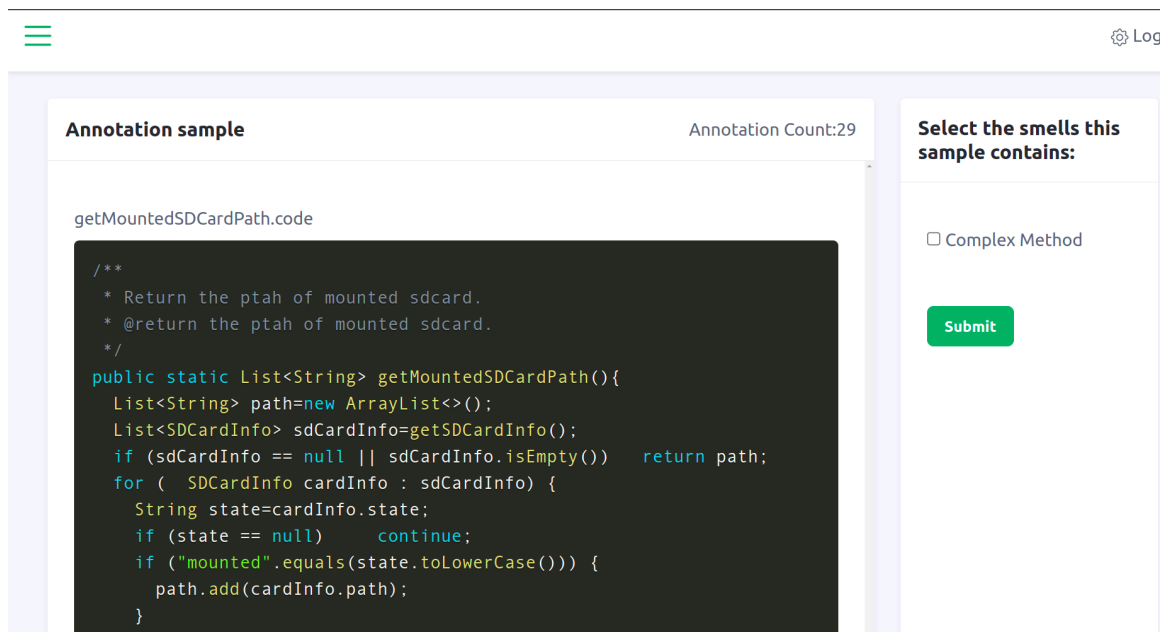 Log
Annotation sample
Annotation Count:29
getMountedSDCardPath.code
/**
 * Return the ptah of mounted sdcard.
 * @return the ptah of mounted sdcard.
 */
public static List<String> getMountedSDCardPath(){
  List<String> path=new ArrayList<>();
  List<SDCardInfo> sdCardInfo=getSDCardInfo();
  if (sdCardInfo == null || sdCardInfo.isEmpty())   return path;
  for (  SDCardInfo cardInfo : sdCardInfo) {
    String state=cardInfo.state;
    if (state == null)     continue;
    if ("mounted".equals(state.toLowerCase())) {
      path.add(cardInfo.path);
    }
Select the smells this
sample contains:
Complex Method
Submit